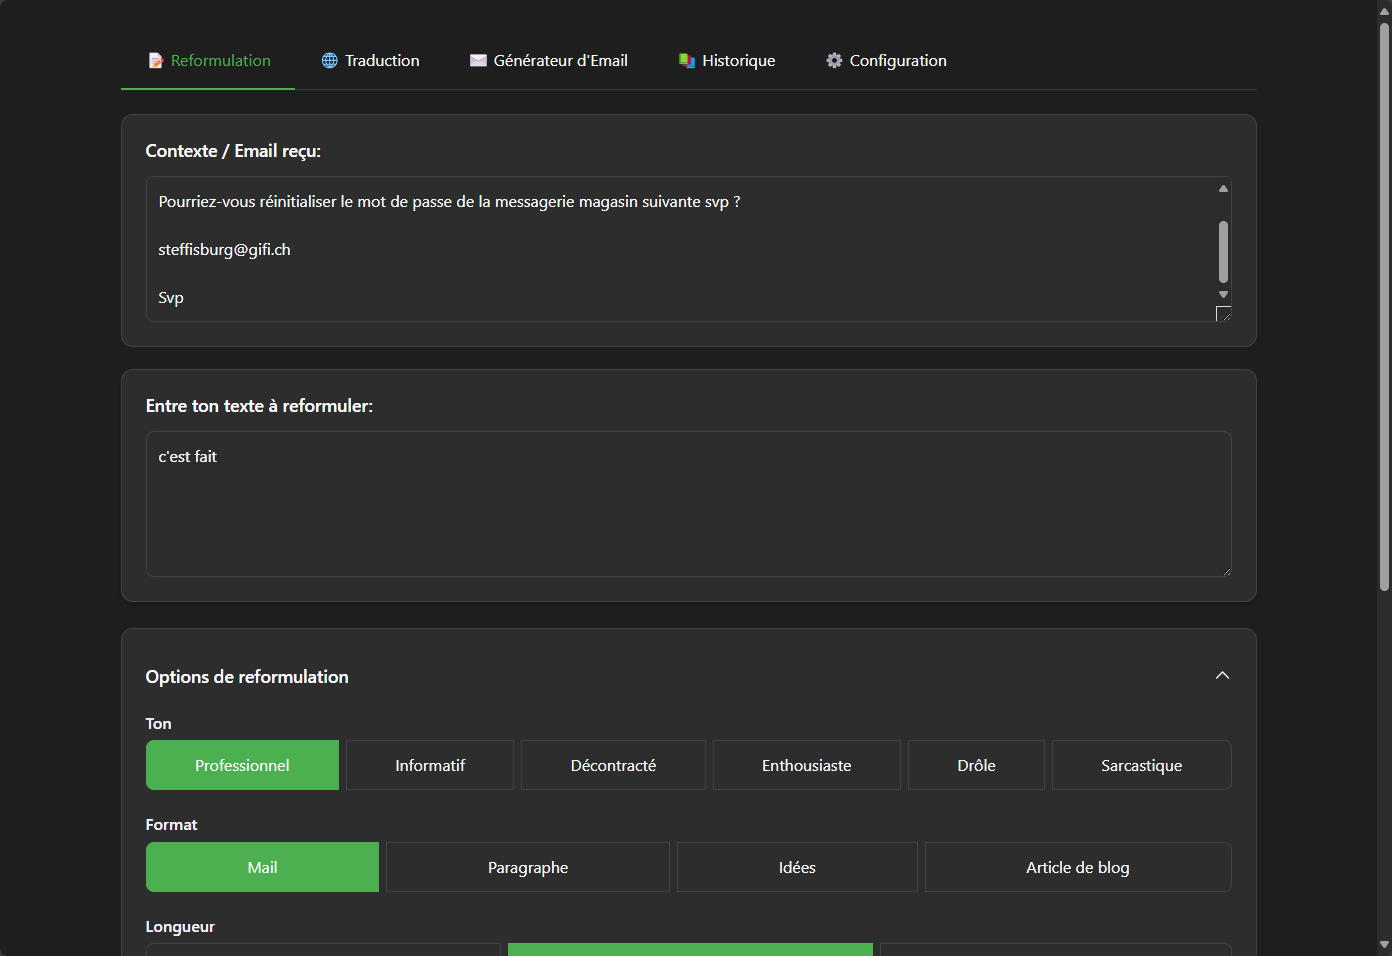 Reformulation
Traduction
Générateur d'Email
Historique
Configuration
Contexte / Email reçu:
Pourriez-vous réinitialiser le mot de passe de la messagerie magasin suivante svp ?
steffisburg@gifi.ch
Svp
Entre ton texte à reformuler:
c'est fait
Options de reformulation
Ton
Professionnel
Informatif
Décontracté
Enthousiaste
Drôle
Sarcastique
Format
Mail
Paragraphe
Idées
Article de blog
Longueur